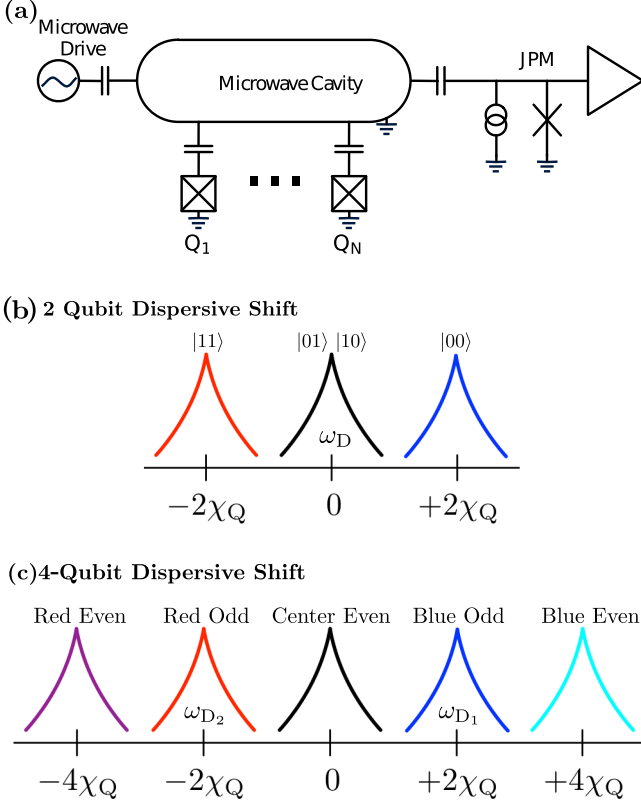 (a)
Microwave
Drive
Microwave Cavity
JPM
Q1
QN
(b) 2 Qubit Dispersive Shift
|11⟩ |01⟩ |10⟩ |00⟩
ωD
−2χQ 0 +2χQ
(c)4-Qubit Dispersive Shift
Red Even Red Odd Center Even Blue Odd Blue Even
ωD₂ ωD₁
−4χQ −2χQ 0 +2χQ +4χQ